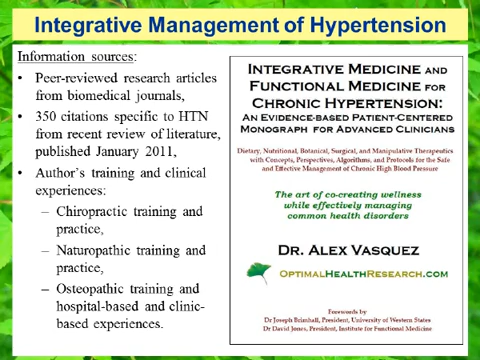 Integrative Management of Hypertension
Information sources:
• Peer-reviewed research articles
from biomedical journals,
• 350 citations specific to HTN
from recent review of literature,
published January 2011,
• Author's training and clinical
experiences:
– Chiropractic training and
practice,
– Naturopathic training and
practice,
– Osteopathic training and
hospital-based and clinic-
based experiences.
INTEGRATIVE MEDICINE AND
FUNCTIONAL MEDICINE FOR
CHRONIC HYPERTENSION:
AN EVIDENCE-BASED PATIENT-CENTERED
MONOGRAPH FOR ADVANCED CLINICIANS
Dietary, Nutritional, Botanical, Surgical, and Manipulative Therapeutics
with Concepts, Perspectives, Algorithms, and Protocols for the Safe
and Effective Management of Chronic High Blood Pressure
The art of co-creating wellness
while effectively managing
common health disorders
DR. ALEX VASQUEZ
OPTIMALHEALTHRESEARCH.COM
Forewords by
Dr Joseph Brimhall, President, University of Western States
Dr David Jones, President, Institute for Functional Medicine